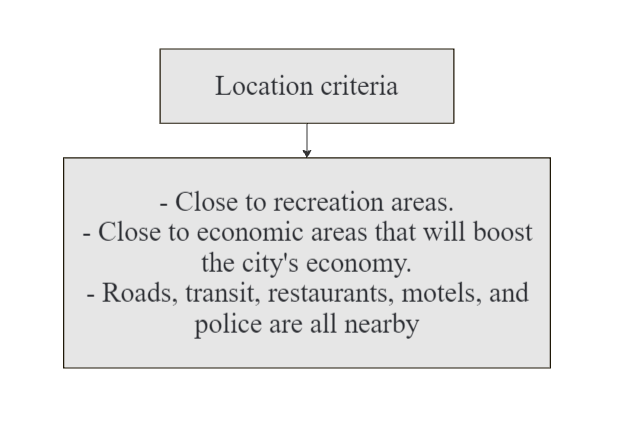 Location criteria
- Close to recreation areas.
- Close to economic areas that will boost
the city's economy.
- Roads, transit, restaurants, motels, and
police are all nearby